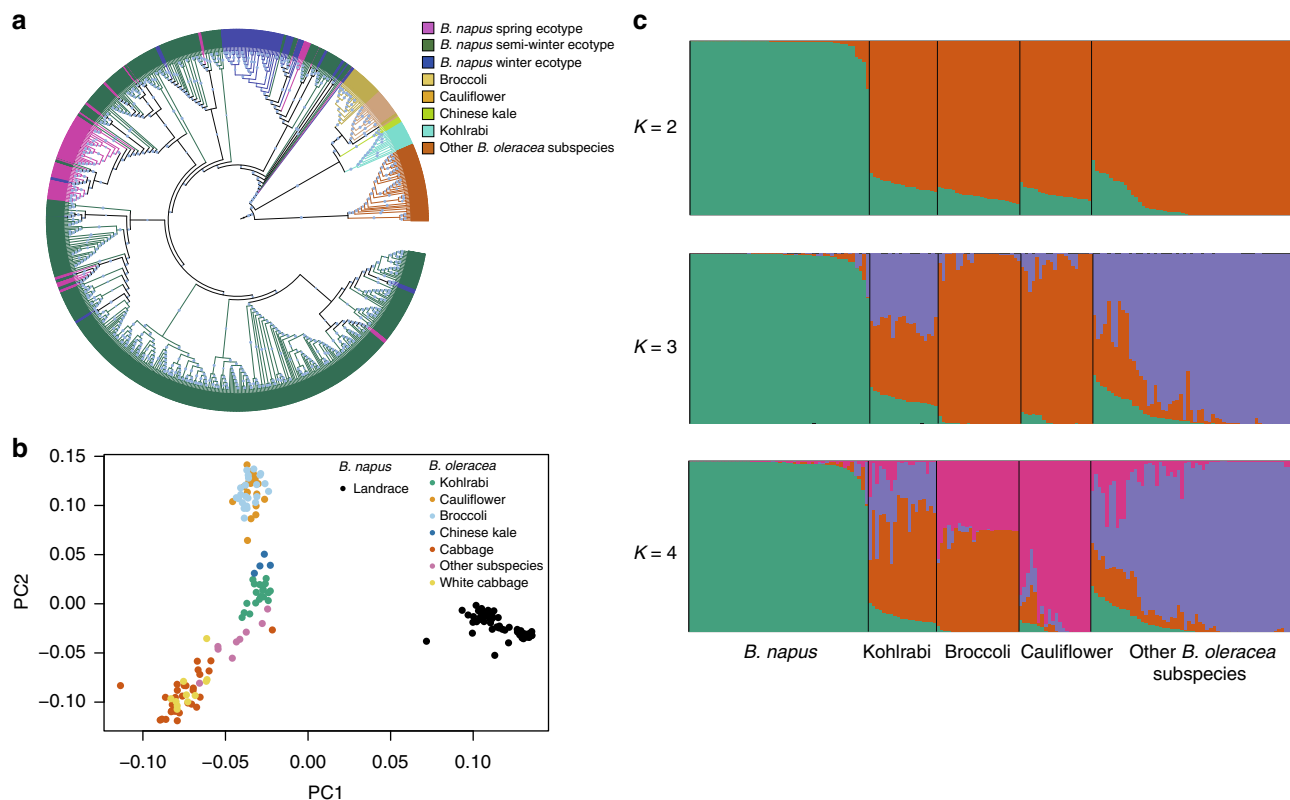 a
B. napus spring ecotype
B. napus semi-winter ecotype
B. napus winter ecotype
Broccoli
Cauliflower
Chinese kale
Kohlrabi
Other B. oleracea subspecies
b
0.15
0.10
0.05
0.00
−0.05
−0.10
PC2
−0.10
−0.05
0.00
0.05
0.10
PC1
B. napus
Landrace
B. oleracea
Kohlrabi
Cauliflower
Broccoli
Chinese kale
Cabbage
Other subspecies
White cabbage
c
K = 2
K = 3
K = 4
B. napus
Kohlrabi
Broccoli
Cauliflower
Other B. oleracea
subspecies